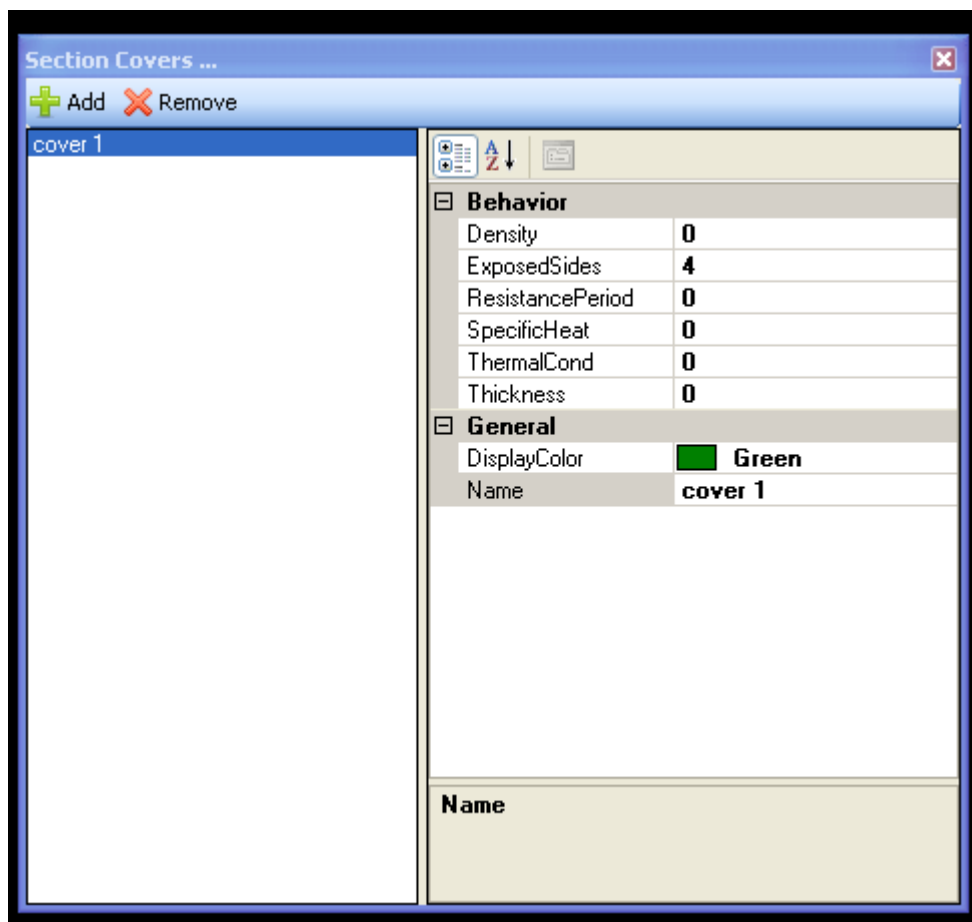 Section Covers ...
Add Remove
cover 1
Behavior
Density 0
ExposedSides 4
ResistancePeriod 0
SpecificHeat 0
ThermalCond 0
Thickness 0
General
DisplayColor Green
Name cover 1
Name